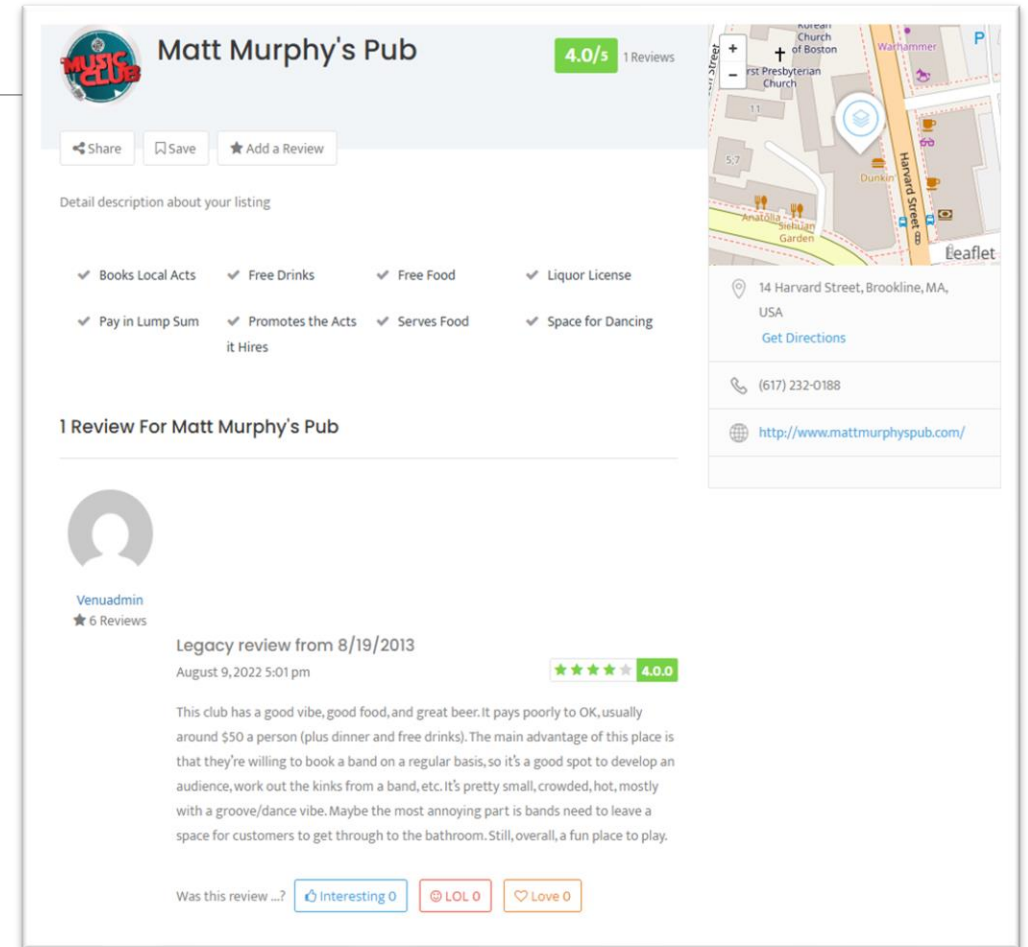 MUSIC
CLUB
Matt Murphy's Pub
4.0/5 1 Reviews
Share Save Add a Review
Detail description about your listing
Books Local Acts Free Drinks Free Food Liquor License
Pay in Lump Sum Promotes the Acts Serves Food Space for Dancing
it Hires
1 Review For Matt Murphy's Pub
Venuadmin
6 Reviews
Legacy review from 8/19/2013
August 9, 2022 5:01 pm
4.0.0
This club has a good vibe, good food, and great beer. It pays poorly to OK, usually
around $50 a person (plus dinner and free drinks). The main advantage of this place is
that they're willing to book a band on a regular basis, so it's a good spot to develop an
audience, work out the kinks from a band, etc. It's pretty small, crowded, hot, mostly
with a groove/dance vibe. Maybe the most annoying part is bands need to leave a
space for customers to get through to the bathroom. Still, overall, a fun place to play.
Was this review ...? Interesting 0 LOL 0 Love 0
+
−
Street
Korean
Church
of Boston
rst Presbyterian
Church
Warhammer
P
11
5,7
Dunkin'
Harvard Street
Anatolia
Sichuan
Garden
Leaflet
14 Harvard Street, Brookline, MA,
USA
Get Directions
(617) 232-0188
http://www.mattmurphyspub.com/